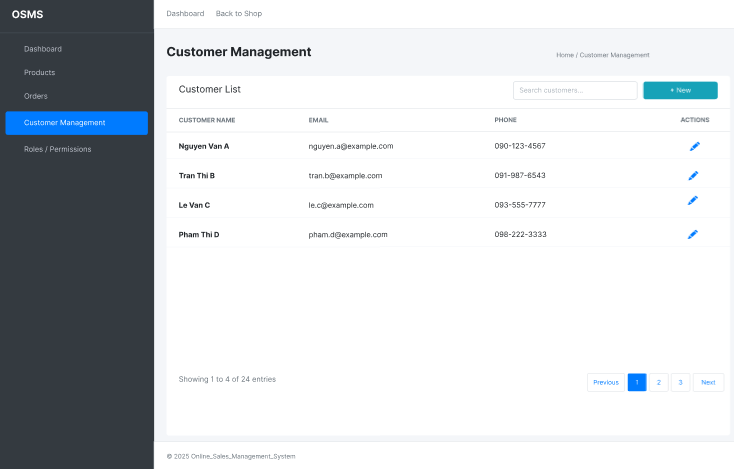 OSMS
Dashboard Back to Shop
Dashboard
Products
Orders
Customer Management
Roles / Permissions
Customer Management
Home / Customer Management
Customer List
Search customers...
+ New
CUSTOMER NAME EMAIL PHONE ACTIONS
Nguyen Van A nguyen.a@example.com 090-123-4567
Tran Thi B tran.b@example.com 091-987-6543
Le Van C le.c@example.com 093-555-7777
Pham Thi D pham.d@example.com 098-222-3333
Showing 1 to 4 of 24 entries
Previous 1 2 3 Next
© 2025 Online_Sales_Management_System